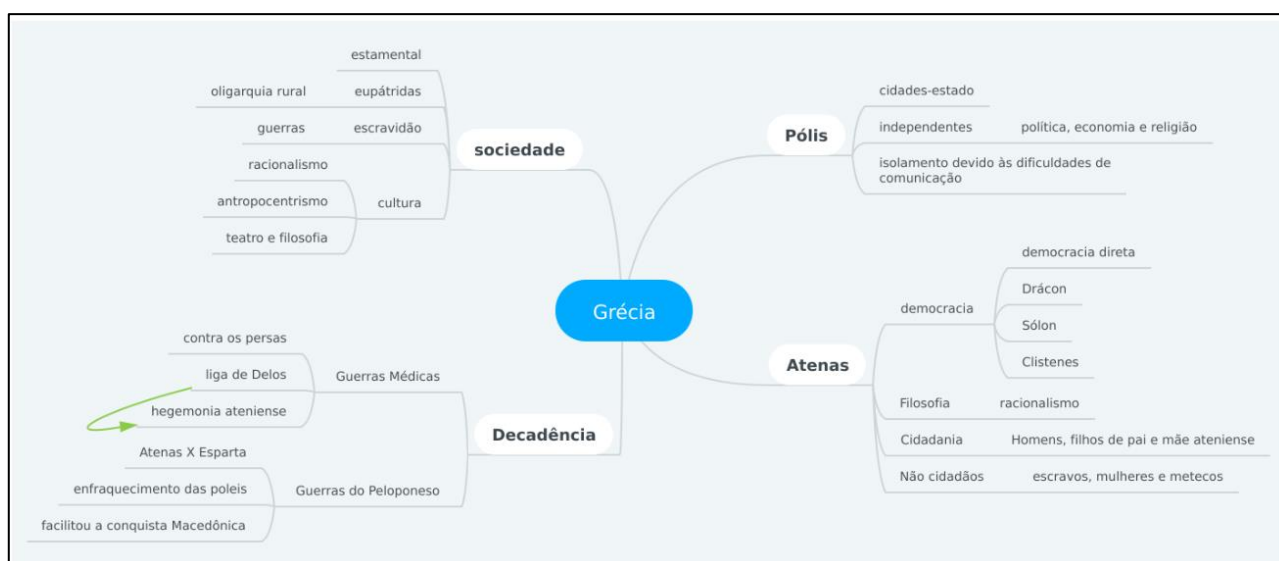 Grécia
sociedade
estamental
oligarquia rural
eupátridas
guerras
escravidão
racionalismo
antropocentrismo
teatro e filosofia
cultura
Pólis
cidades-estado
independentes
política, economia e religião
isolamento devido às dificuldades de
comunicação
Atenas
democracia
democracia direta
Drácon
Sólon
Clistenes
Filosofia
racionalismo
Cidadania
Homens, filhos de pai e mãe ateniense
Não cidadãos
escravos, mulheres e metecos
Decadência
Guerras Médicas
contra os persas
liga de Delos
hegemonia ateniense
Guerras do Peloponeso
Atenas X Esparta
enfraquecimento das poleis
facilitou a conquista Macedônica